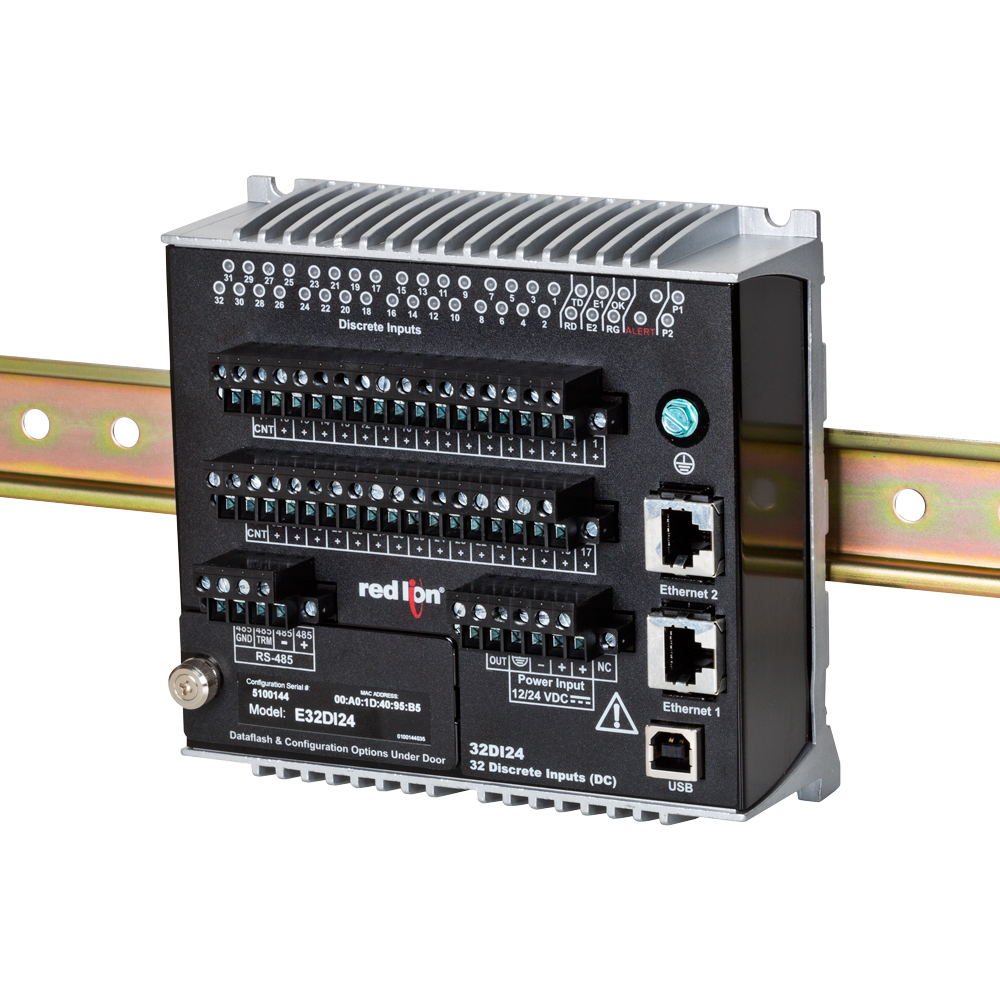 31 29 27 25 23 21 19 17 15 13 11 9 7 5 3 1 TD E1 OK P1
32 30 28 26 24 22 20 18 16 14 12 10 8 6 4 2 RD E2 RG ALERT P2
Discrete Inputs
CNT + + + + + + + + + + + + + + + 1 +
CNT + + + + + + + + + + + + + + 17 +
red lion®
Ethernet 2
485 GND 485 TRM 485 - 485 +
RS-485
OUT - + + NC
Power Input
12/24 VDC
Ethernet 1
Configuration Serial #:
5100144
MAC ADDRESS:
00:A0:1D:40:95:B5
Model: E32DI24
0100144035
Dataflash & Configuration Options Under Door
32DI24
32 Discrete Inputs (DC)
USB